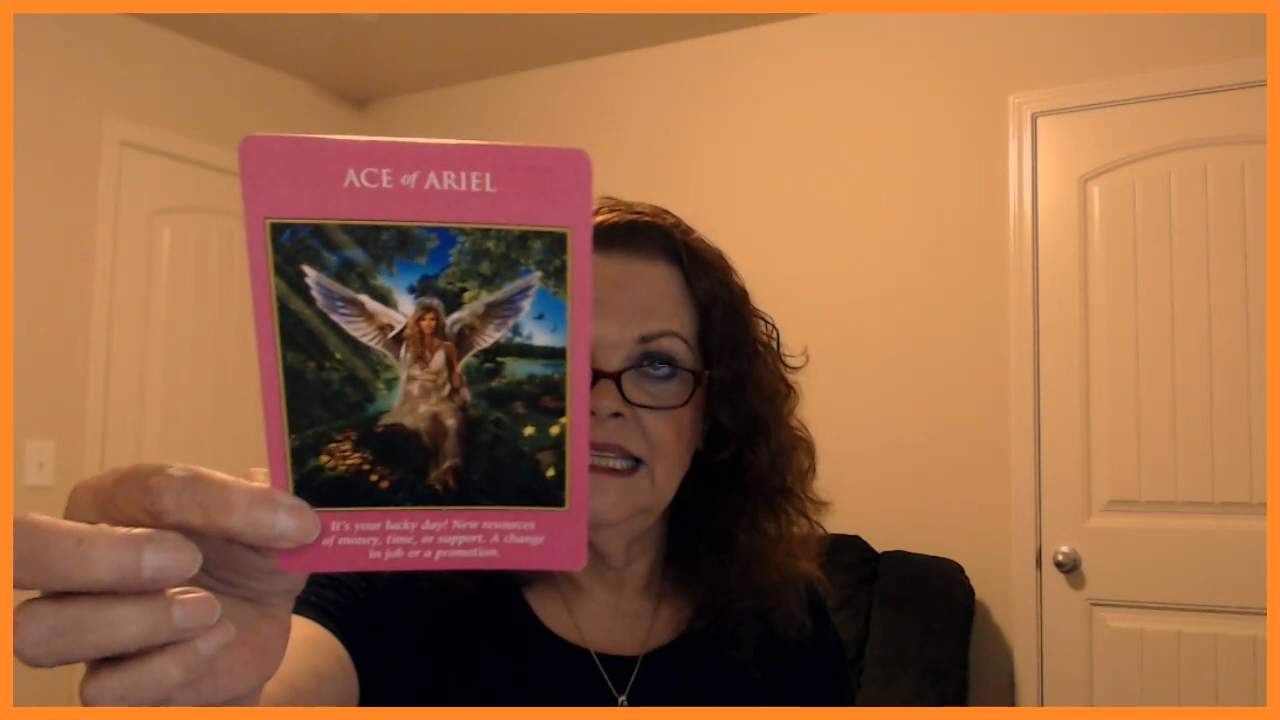 ACE of ARIEL
It's your lucky day! New resources
of money, time, or support. A change
in job or a promotion.